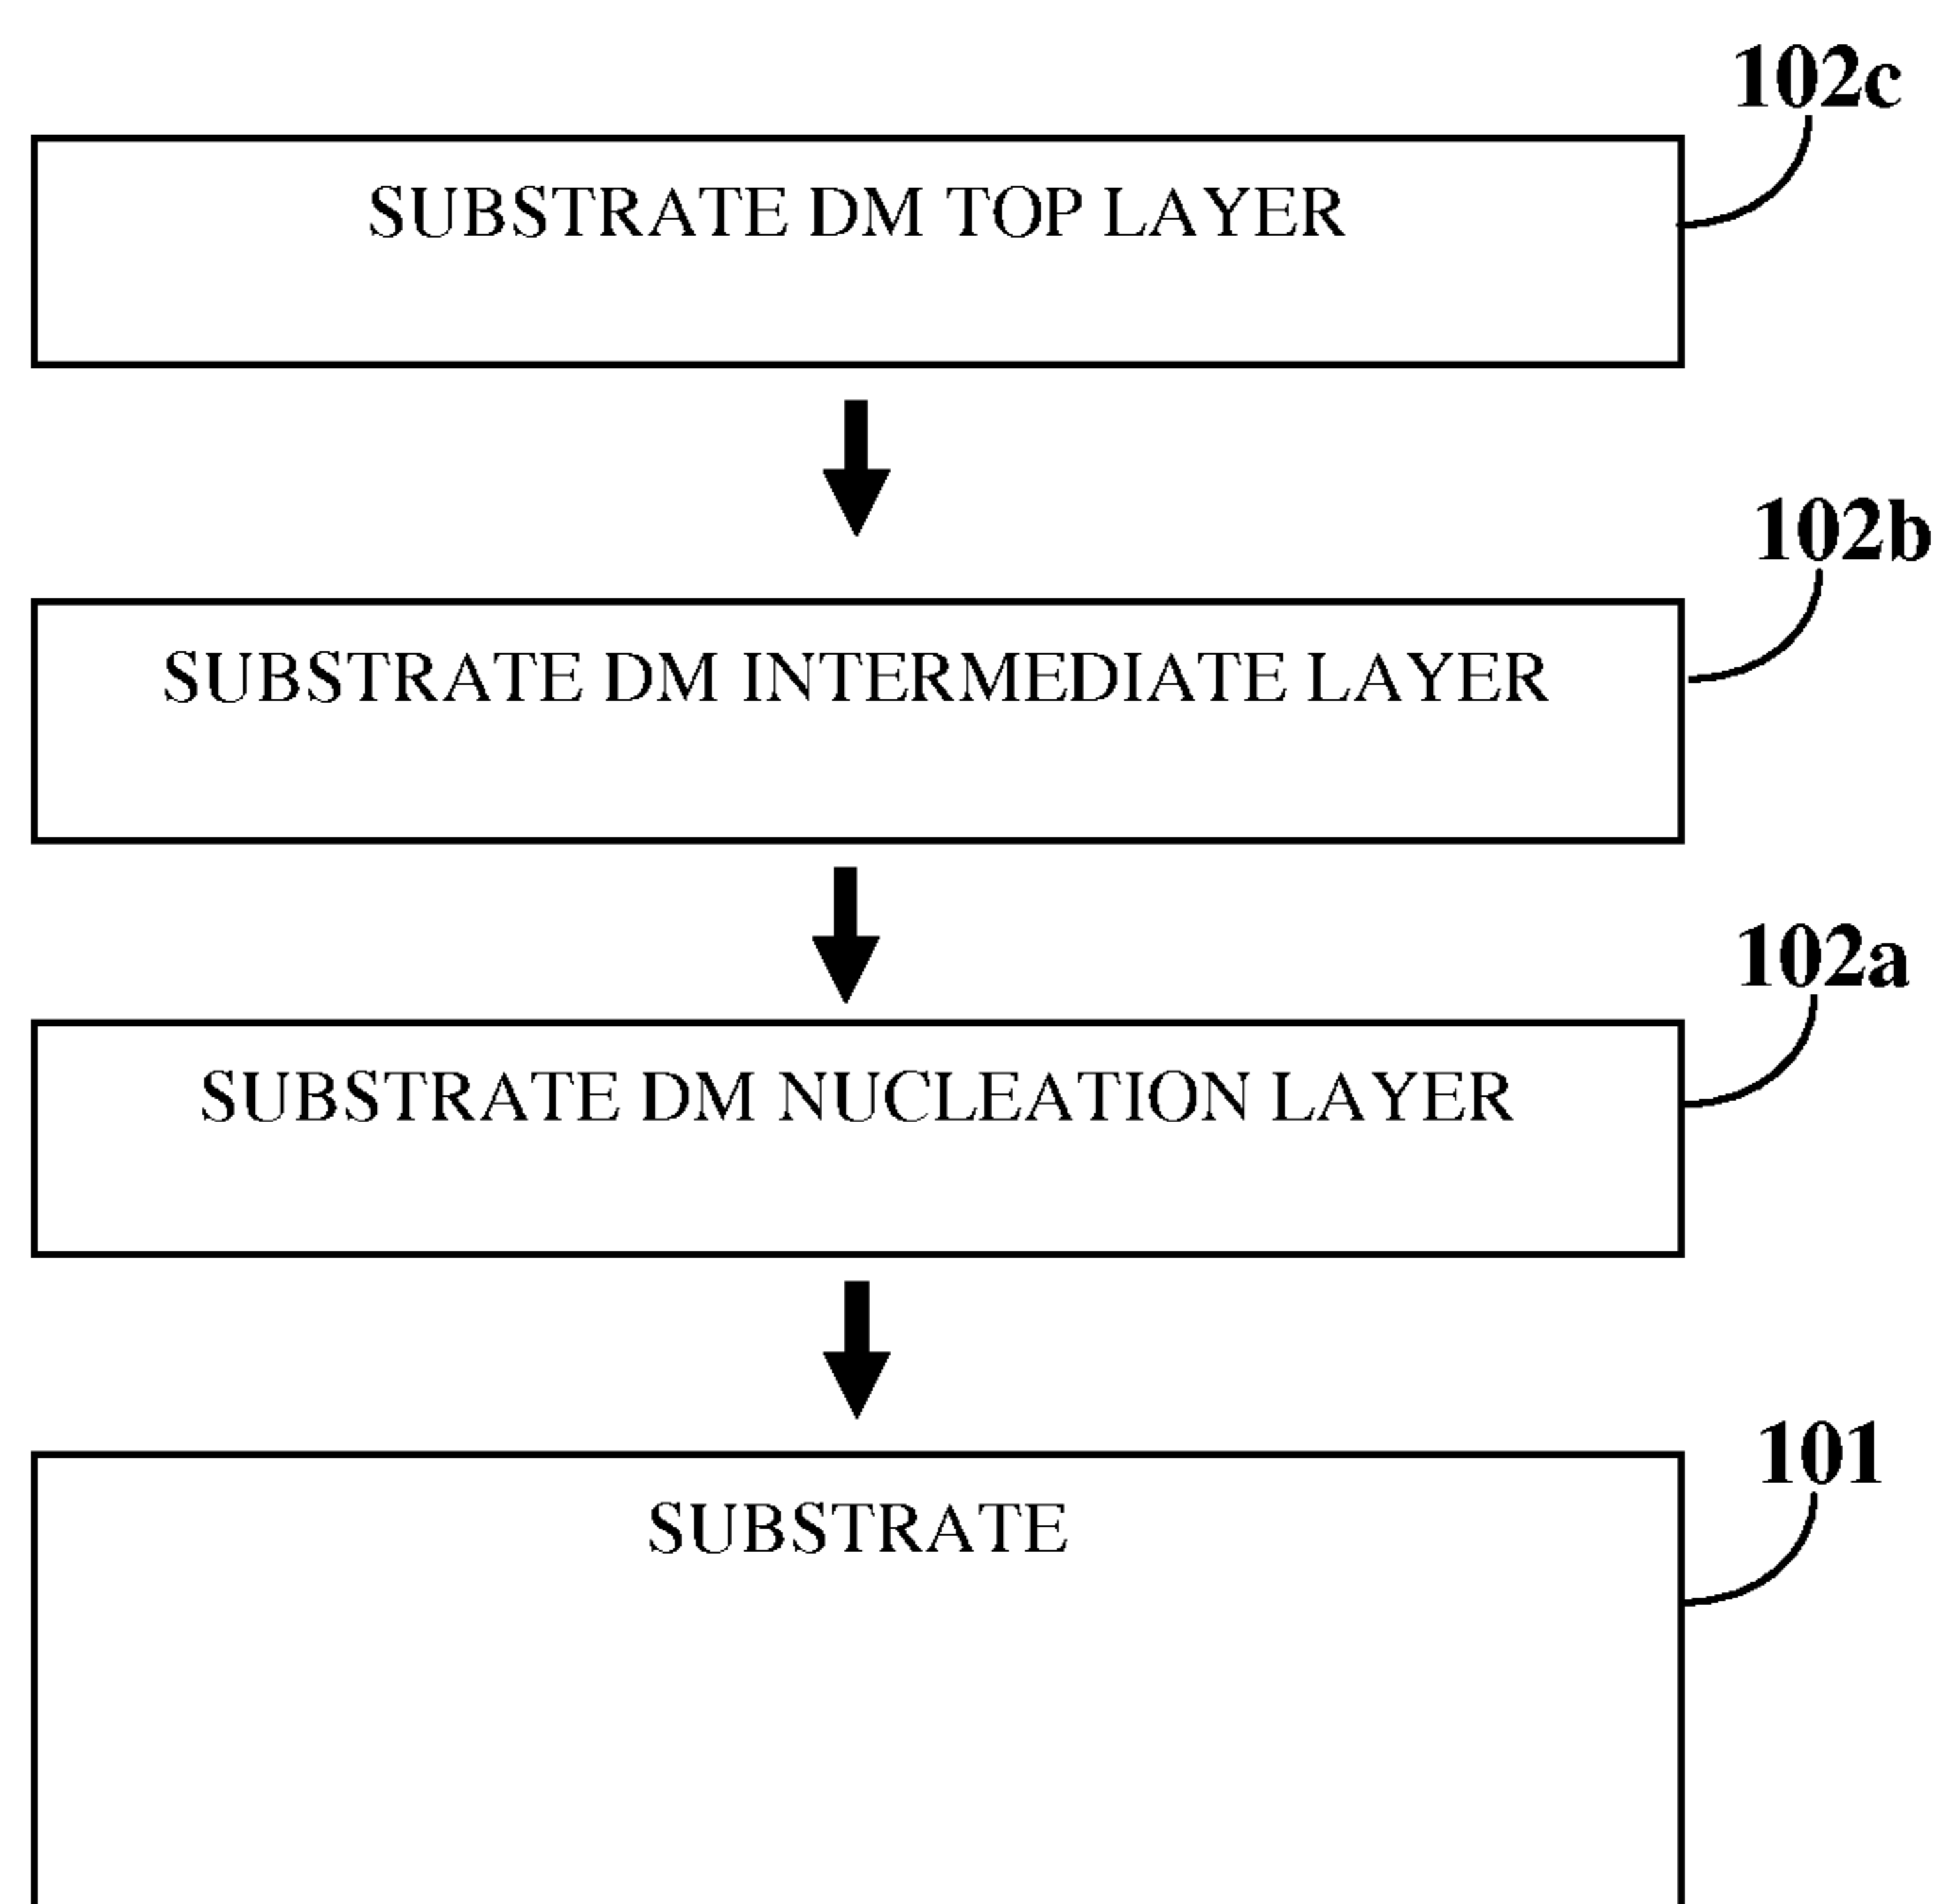 102c
SUBSTRATE DM TOP LAYER
102b
SUBSTRATE DM INTERMEDIATE LAYER
102a
SUBSTRATE DM NUCLEATION LAYER
101
SUBSTRATE